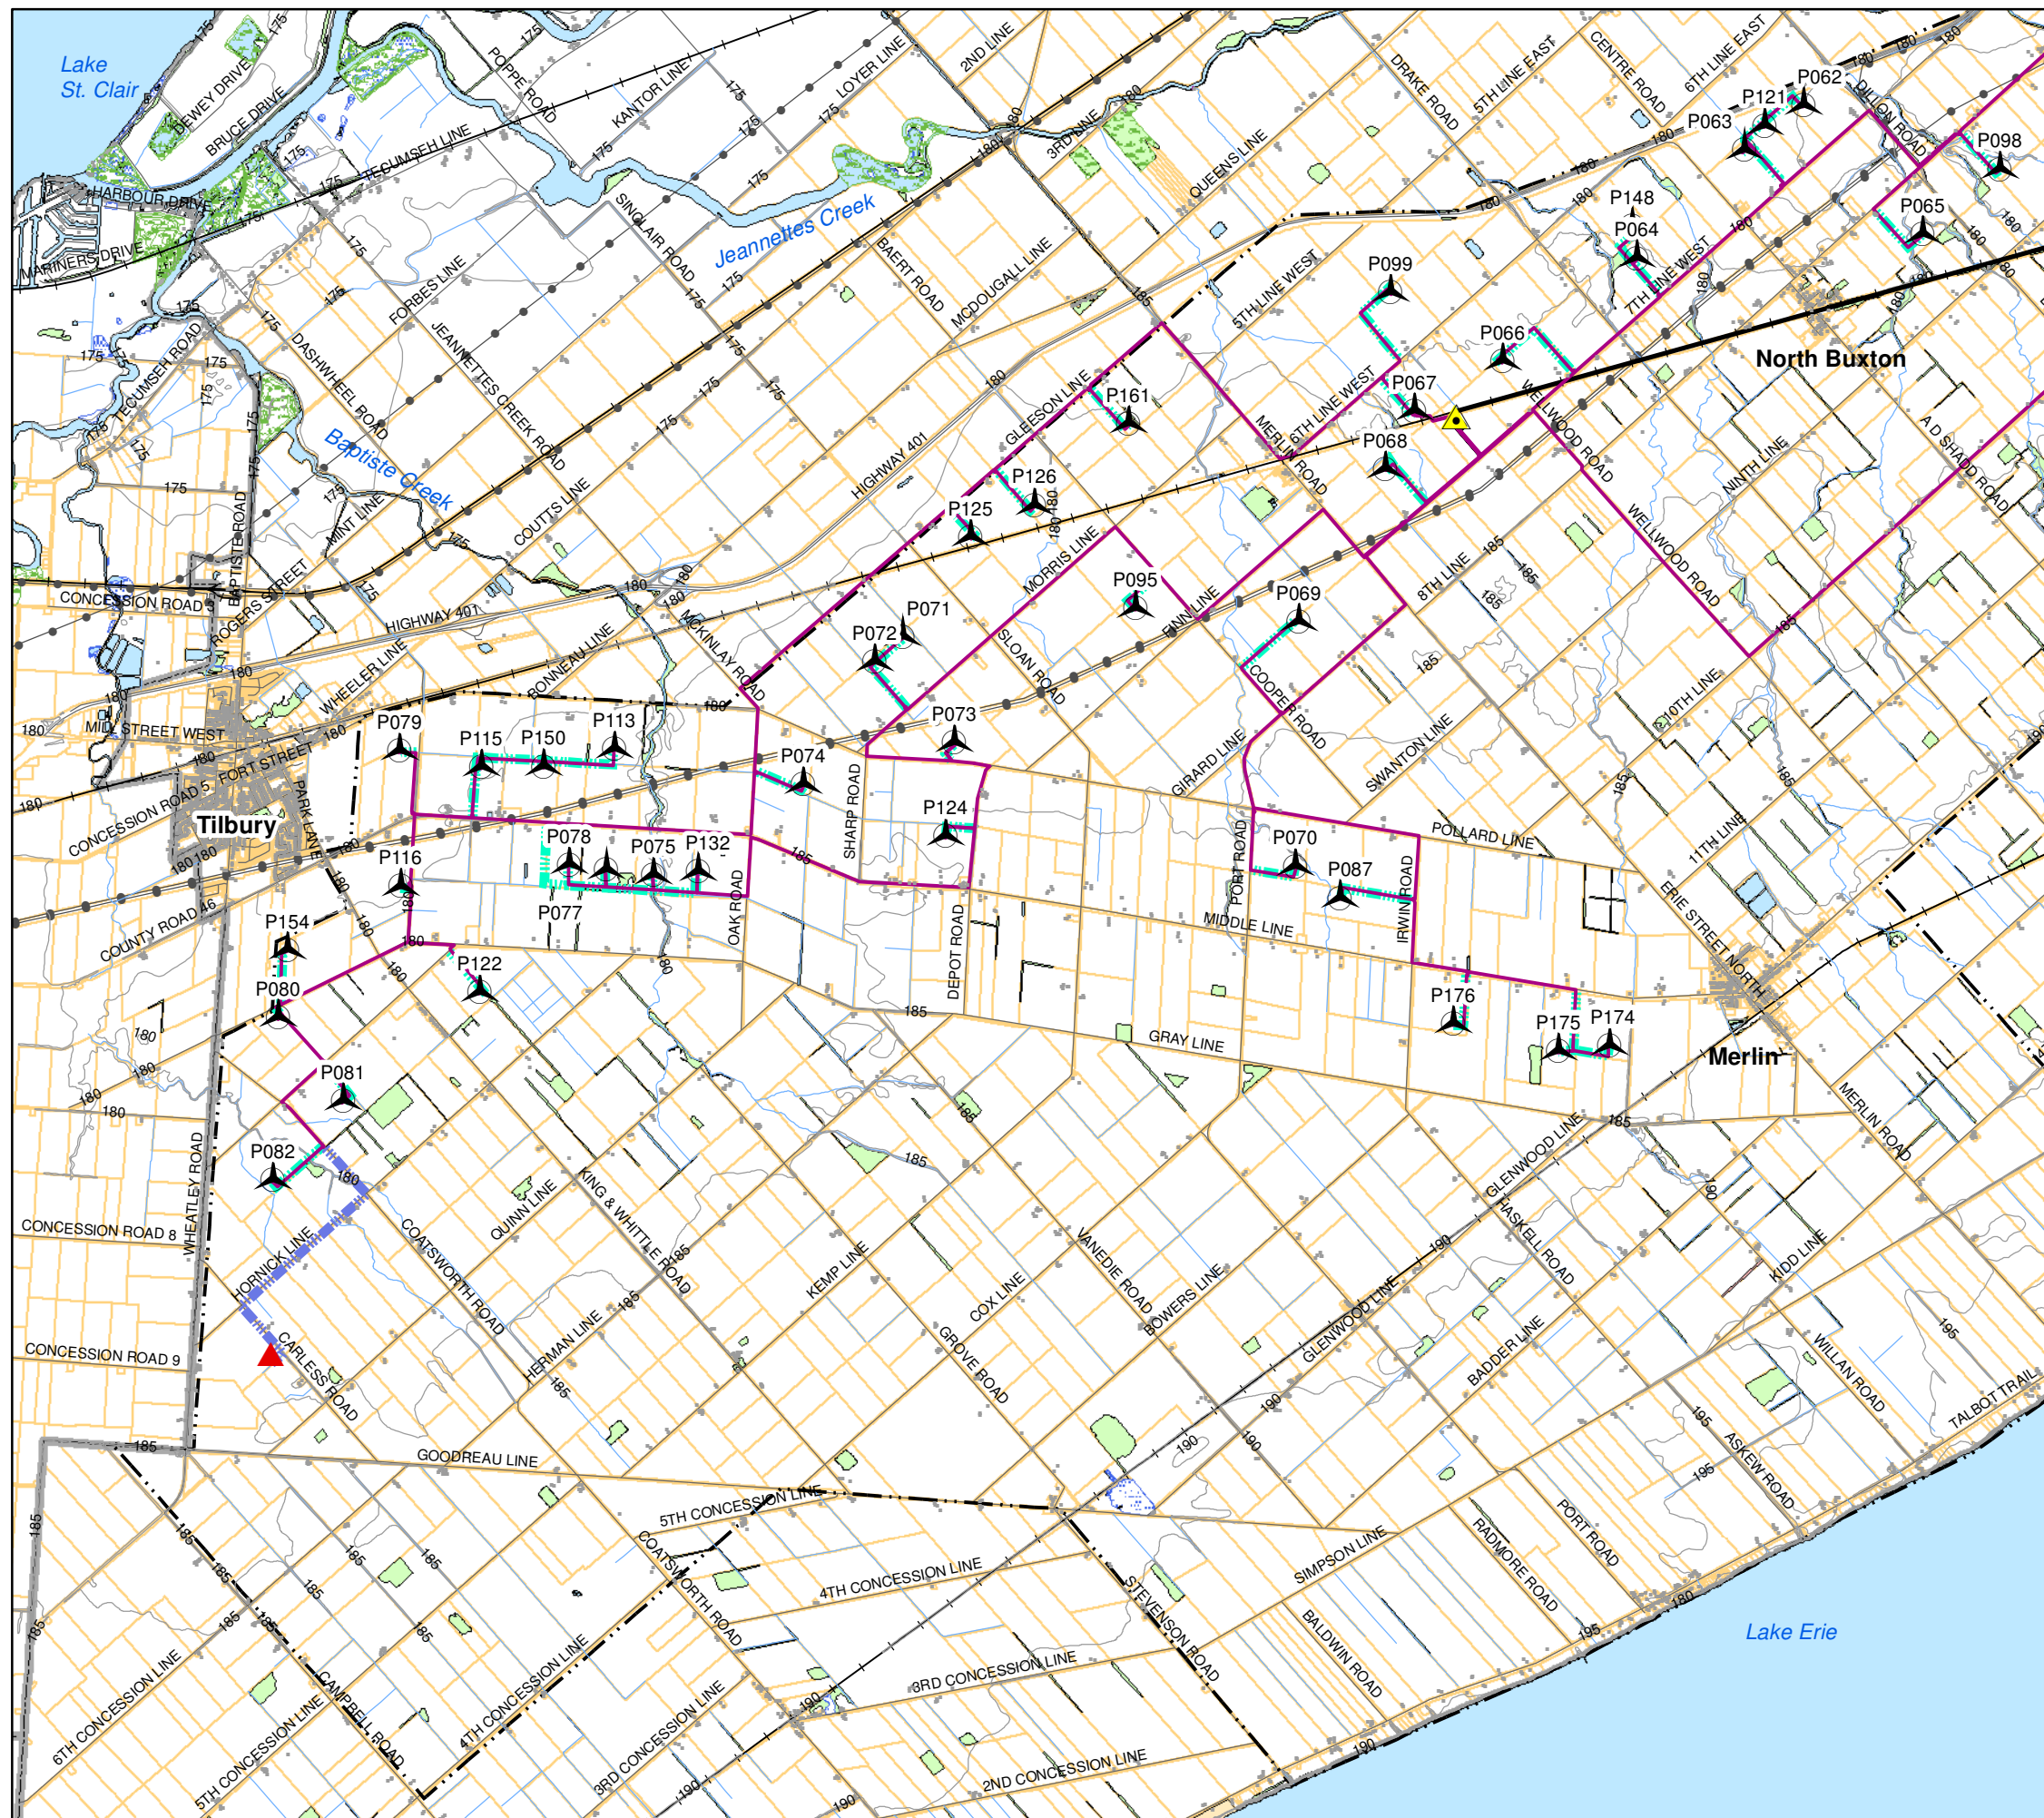 Lake
St. Clair
175
175
DEWEY DRIVE
BRUCE DRIVE
HARBOUR DRIVE
MARINERS DRIVE
TECUMSEH LINE
POPPE ROAD
175
KANTOR LINE
175
LOYER LINE
2ND LINE
180
3RD LINE
QUEENS LINE
DRAKE ROAD
5TH LINE EAST
CENTRE ROAD
6TH LINE EAST
180
P062
P121
P063
DILLON ROAD
P098
P148
P064
P065
7TH LINE WEST
Jeannettes Creek
SINCLAIR ROAD
BAERT ROAD
MCDOUGALL LINE
5TH LINE WEST
P099
P066
North Buxton
FORBES LINE
TECUMSEH ROAD
DASHWHEEL ROAD
JEANNETTES CREEK ROAD
Baptiste Creek
GLEESON LINE
P161
MERLIN ROAD
6TH LINE WEST
P067
P068
WELLWOOD ROAD
NINTH LINE
A D SHADD ROAD
HIGHWAY 401
P126
P125
MINT LINE
COUTTS LINE
BAPTISTE ROAD
ROGERS STREET
CONCESSION ROAD
HIGHWAY 401
MORRIS LINE
P095
FINN LINE
P069
8TH LINE
WELLWOOD ROAD
185
10TH LINE
P071
P072
SLOAN ROAD
MCKINLAY ROAD
BONNEAU LINE
WHEELER LINE
MILL STREET WEST
FORT STREET
CONCESSION ROAD 5
PARK LANE
Tilbury
P079
P115
P150
P113
P074
P073
SHARP ROAD
P124
COOPER ROAD
GIRARD LINE
SWANTON LINE
POLLARD LINE
11TH LINE
P116
P078
P075
P132
P077
OAK ROAD
DEPOT ROAD
PORT ROAD
P070
P087
IRWIN ROAD
MIDDLE LINE
ERIE STREET NORTH
COUNTY ROAD 46
P154
P122
P080
P081
P082
P176
P175
P174
Merlin
GRAY LINE
GLENWOOD LINE
MERLIN ROAD
WHEATLEY ROAD
CONCESSION ROAD 8
HORNICK LINE
COATSWORTH ROAD
QUINN LINE
KING & WHITTLE ROAD
KEMP LINE
COX LINE
VANEDIE ROAD
BOWERS LINE
GLENWOOD LINE
HASKELL ROAD
KIDD LINE
BADDER LINE
WILLAN ROAD
TALBOT TRAIL
CONCESSION ROAD 9
CARLESS ROAD
HERMAN LINE
GROVE ROAD
ASKEW ROAD
GOODREAU LINE
5TH CONCESSION LINE
COATSWORTH ROAD
4TH CONCESSION LINE
STEVENSON ROAD
SIMPSON LINE
RADMORE ROAD
PORT ROAD
BALDWIN ROAD
Lake Erie
3RD CONCESSION LINE
6TH CONCESSION LINE
5TH CONCESSION LINE
CAMPBELL ROAD
4TH CONCESSION LINE
3RD CONCESSION LINE
2ND CONCESSION LINE
190
190